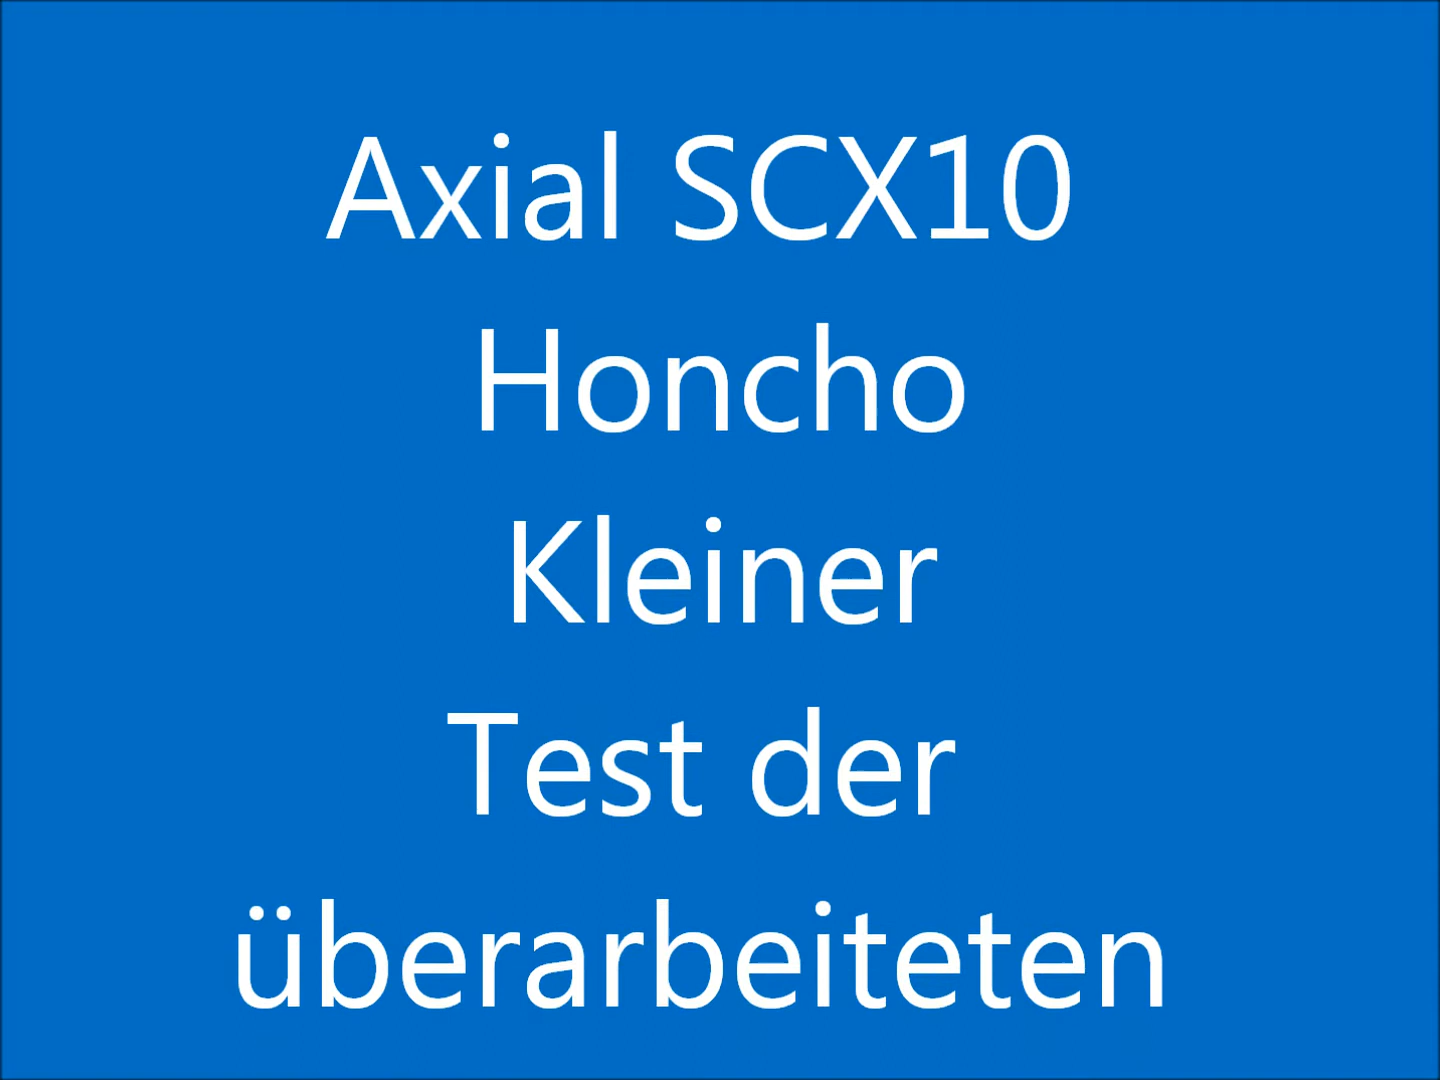 Axial SCX10
Honcho
Kleiner
Test der
überarbeiteten